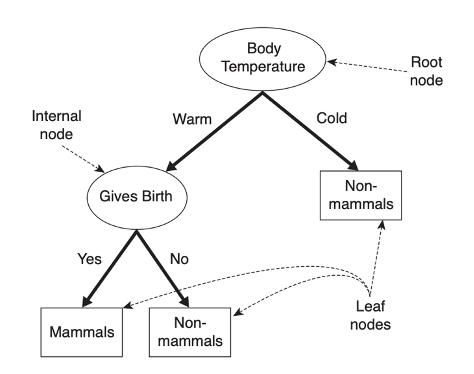 Body
Temperature
Root
node
Warm
Cold
Internal
node
Gives Birth
Non-
mammals
Yes
No
Mammals
Non-
mammals
Leaf
nodes